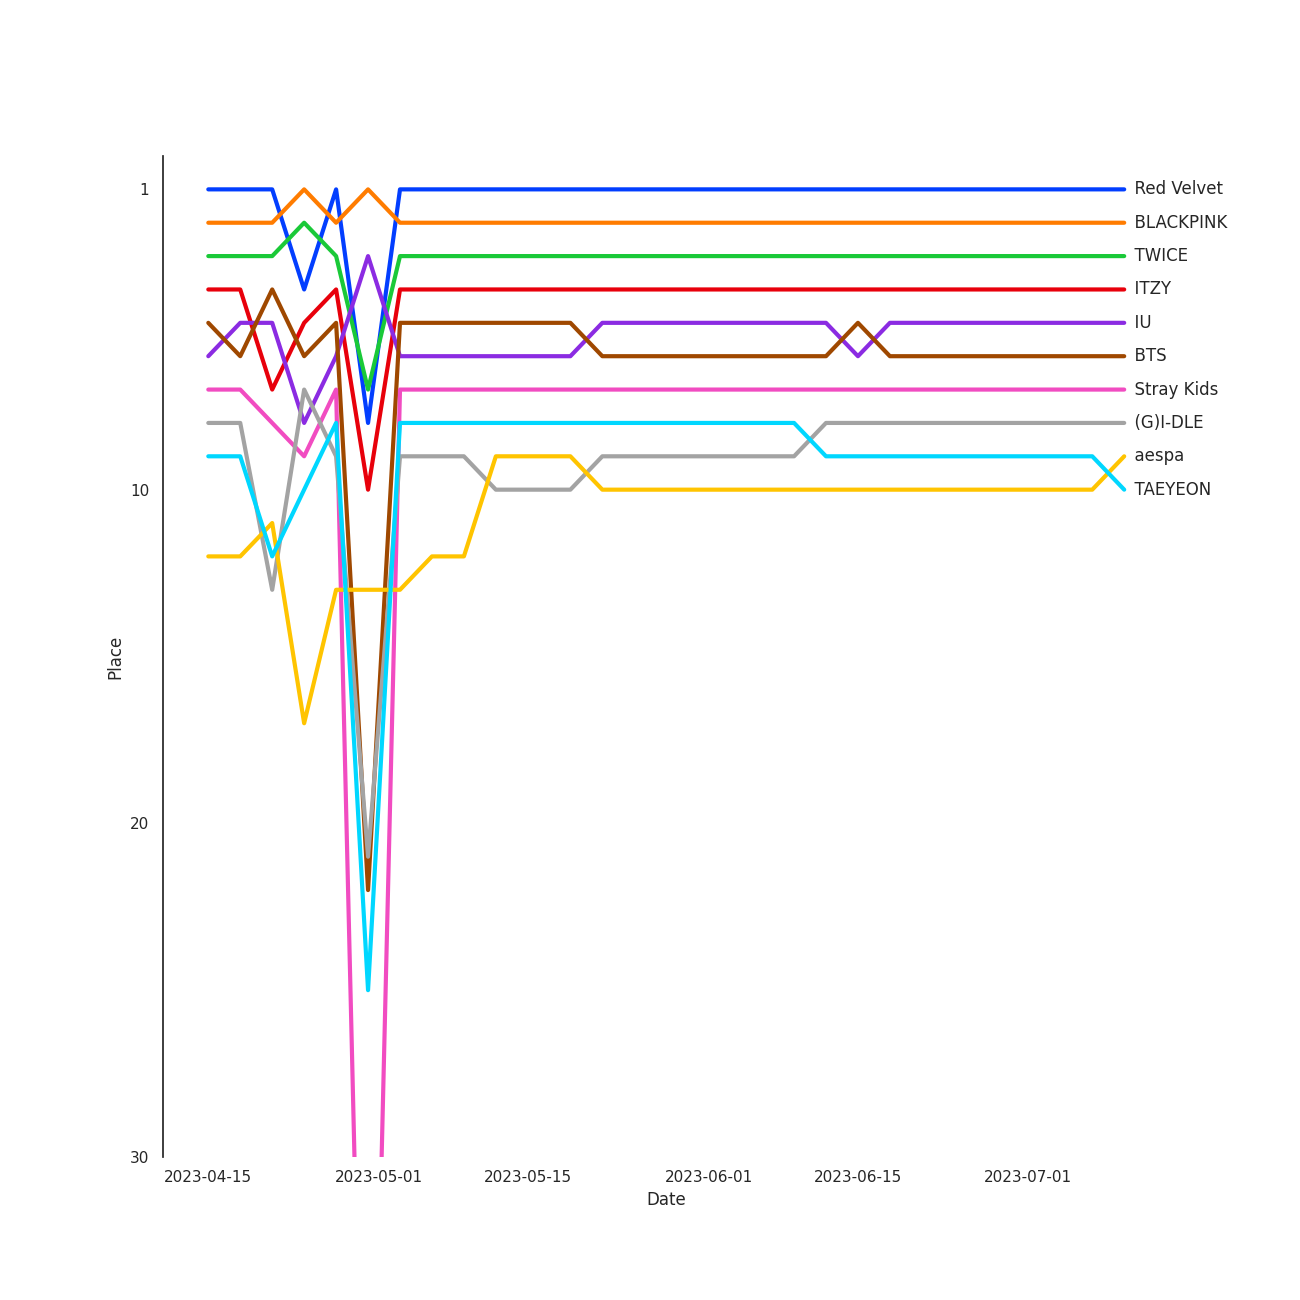 1
10
20
30
Place
2023-04-15
2023-05-01
2023-05-15
2023-06-01
2023-06-15
2023-07-01
Date
Red Velvet
BLACKPINK
TWICE
ITZY
IU
BTS
Stray Kids
(G)I-DLE
aespa
TAEYEON